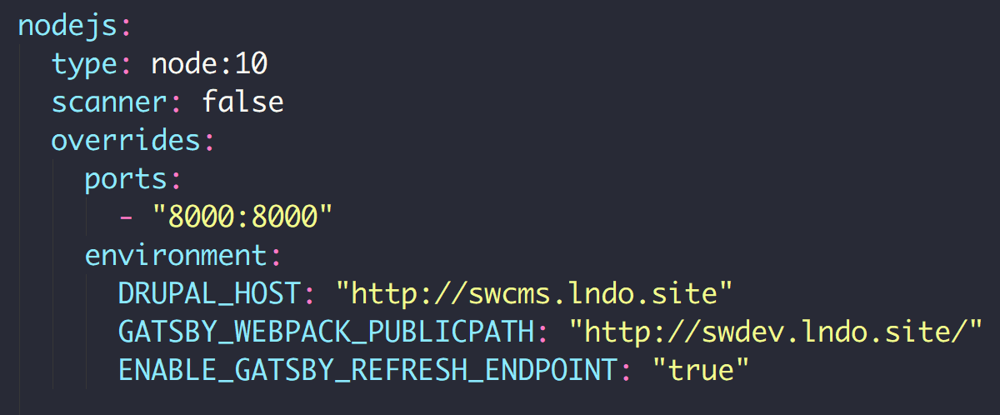 nodejs:
  type: node:10
  scanner: false
  overrides:
    ports:
      - "8000:8000"
    environment:
      DRUPAL_HOST: "http://swcms.lndo.site"
      GATSBY_WEBPACK_PUBLICPATH: "http://swdev.lndo.site/"
      ENABLE_GATSBY_REFRESH_ENDPOINT: "true"